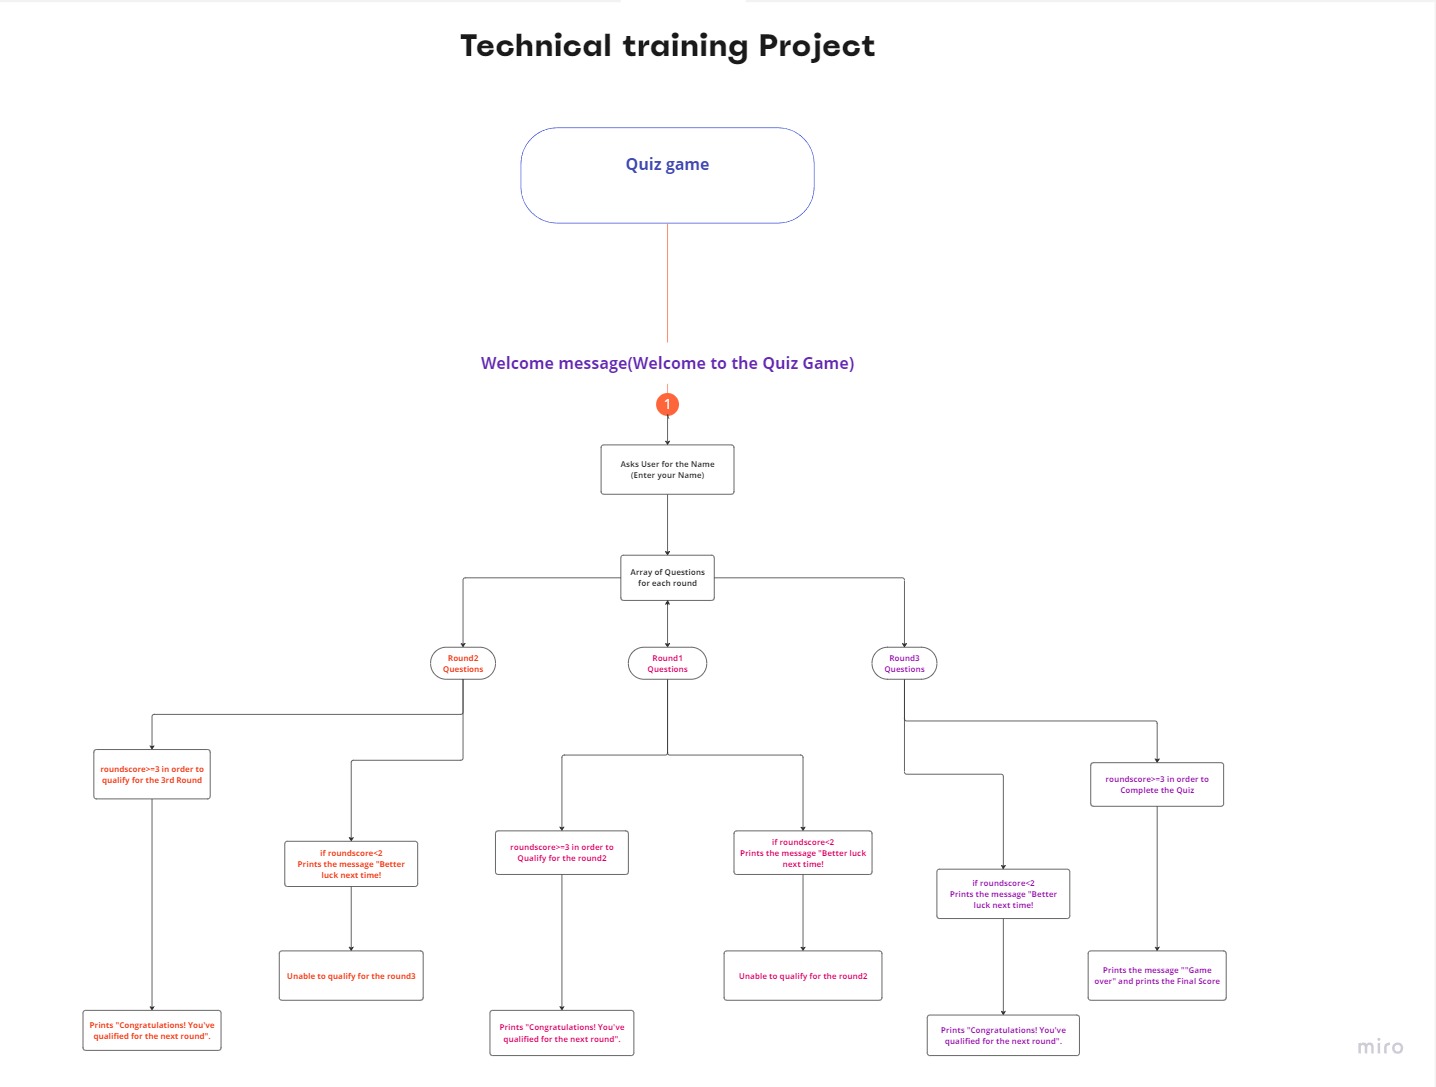 Technical training Project
Quiz game
Welcome message(Welcome to the Quiz Game)
1
Asks User for the Name
(Enter your Name)
Array of Questions
for each round
Round2
Questions
Round1
Questions
Round3
Questions
roundscore>=3 in order to
qualify for the 3rd Round
roundscore>=3 in order to
Complete the Quiz
if roundscore<2
Prints the message "Better
luck next time!
roundscore>=3 in order to
Qualify for the round2
if roundscore<2
Prints the message "Better luck
next time!
if roundscore<2
Prints the message "Better
luck next time!
Unable to qualify for the round3
Unable to qualify for the round2
Prints the message ""Game
over" and prints the Final Score
Prints "Congratulations! You've
qualified for the next round".
Prints "Congratulations! You've
qualified for the next round".
Prints "Congratulations! You've
qualified for the next round".
miro